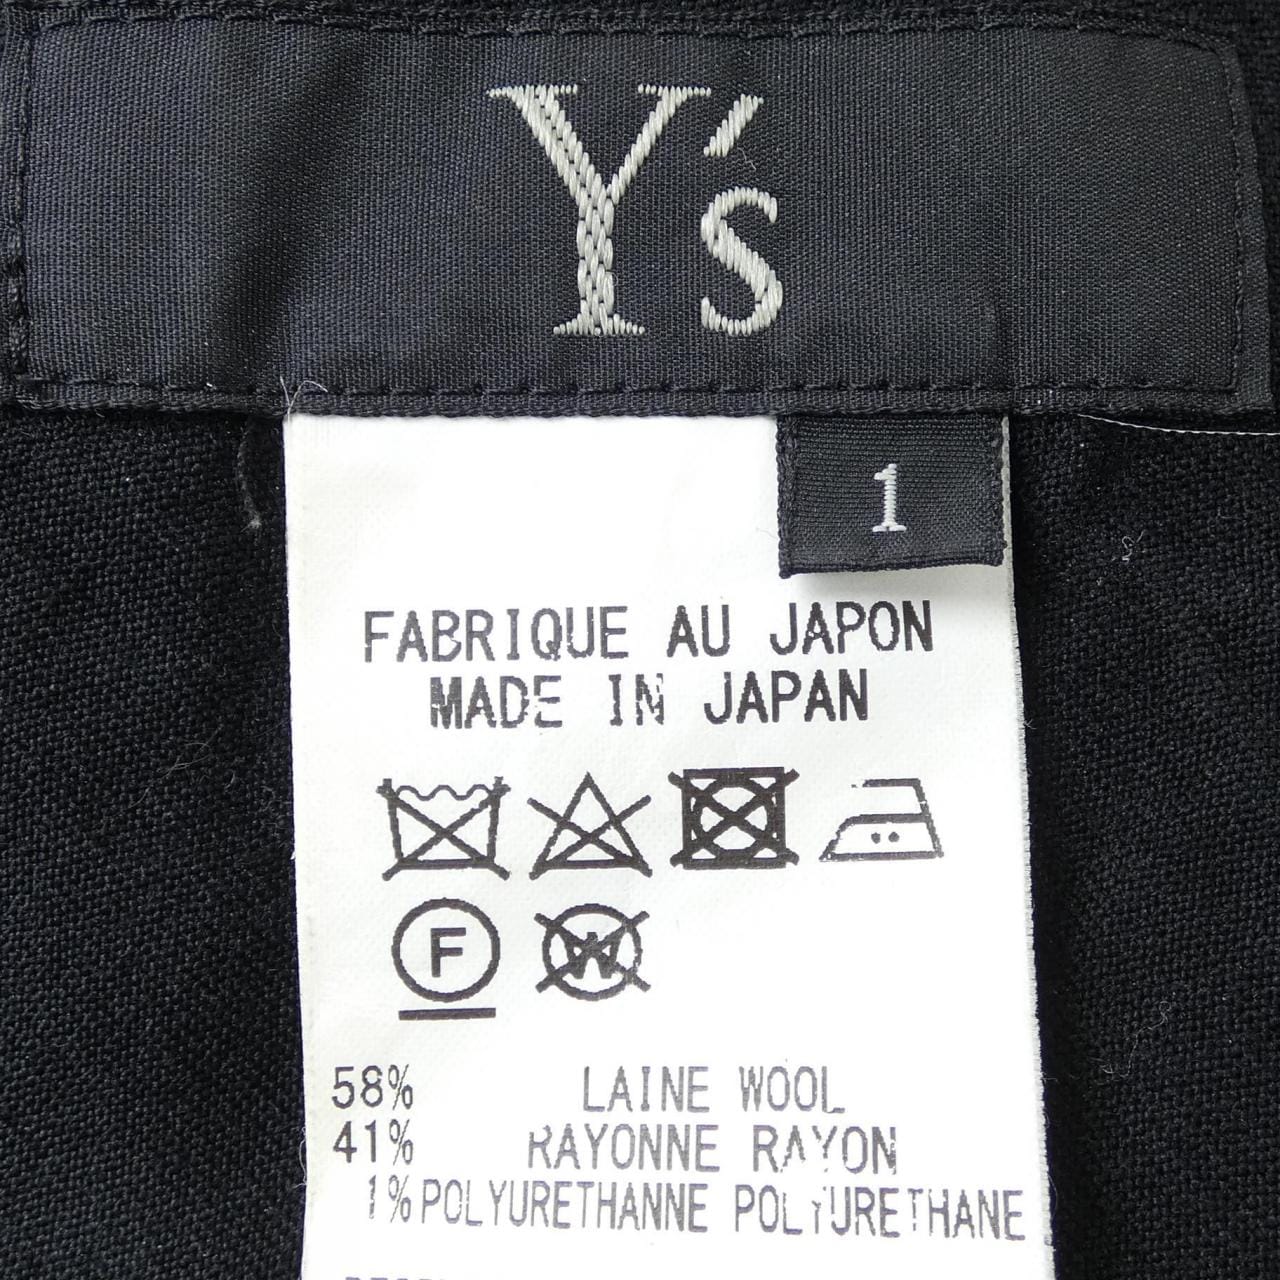 Y's
1
FABRIQUE AU JAPON
MADE IN JAPAN
F W
58% LAINE WOOL
41% RAYONNE RAYON
1% POLYURETHANNE POLYURETHANE